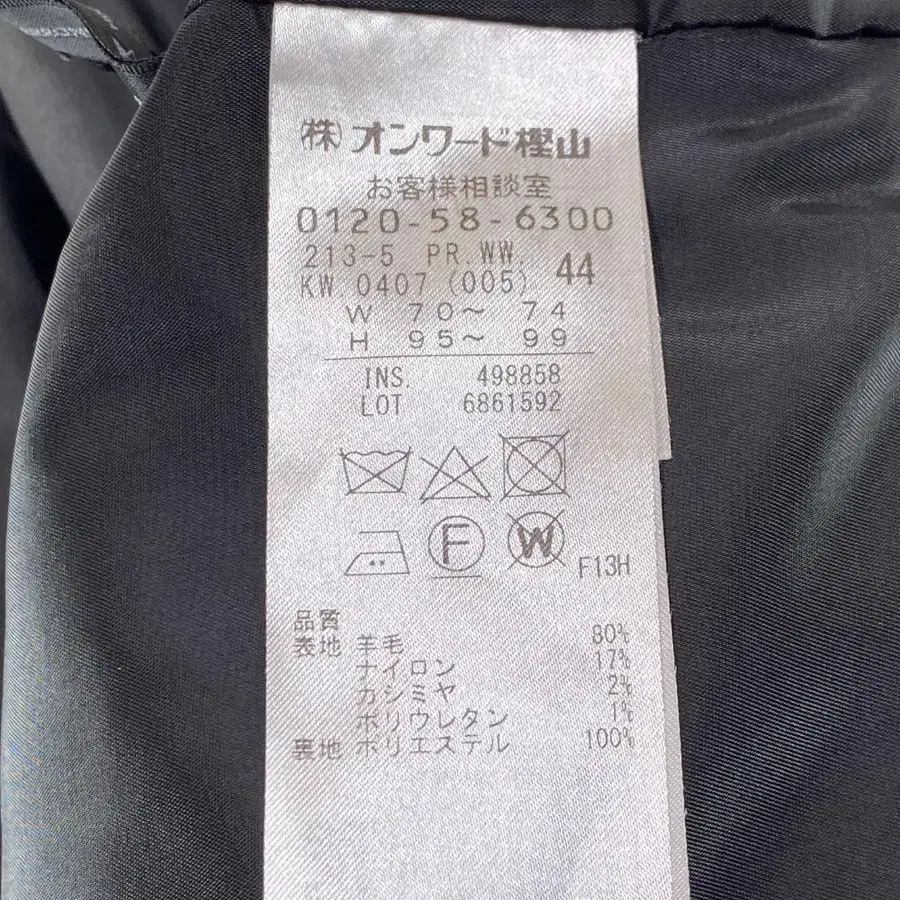 (株)オンワード樫山
お客様相談室
0120-58-6300
213-5 PR.WW.
KW 0407 (005) 44
W 70〜 74
H 95〜 99
INS. 498858
LOT 6861592
F W F13H
品質
表地 羊毛 80%
ナイロン 17%
カシミヤ 2%
ポリウレタン 1%
裏地 ポリエステル 100%